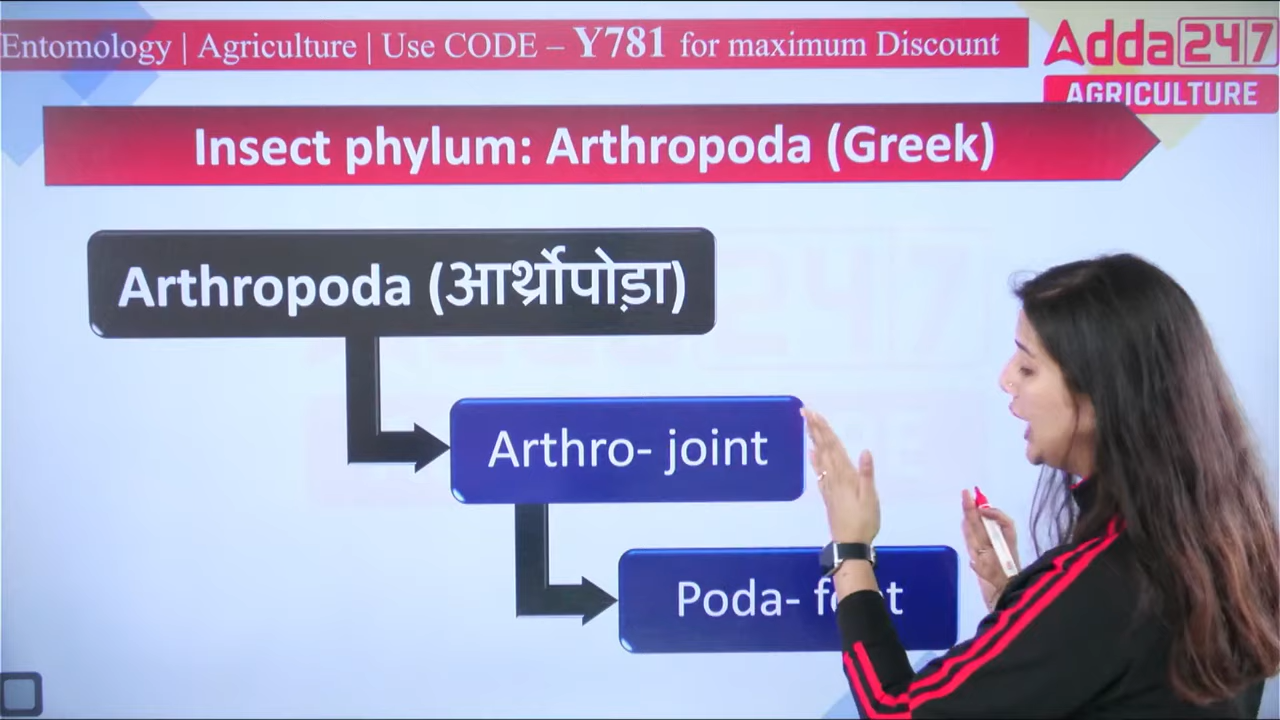 Entomology | Agriculture | Use CODE – Y781 for maximum Discount
Adda247
AGRICULTURE
Insect phylum: Arthropoda (Greek)
Arthropoda (आर्थ्रोपोड़ा)
Arthro- joint
Poda-